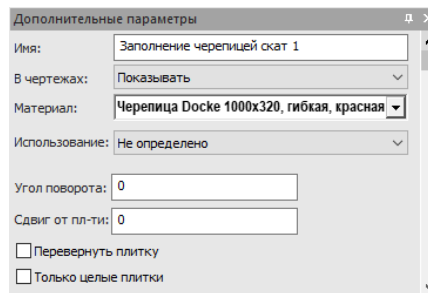 Дополнительные параметры
Имя: Заполнение черепицей скат 1
В чертежах: Показывать
Материал: Черепица Docke 1000x320, гибкая, красная
Использование: Не определено
Угол поворота: 0
Сдвиг от пл-ти: 0
Перевернуть плитку
Только целые плитки